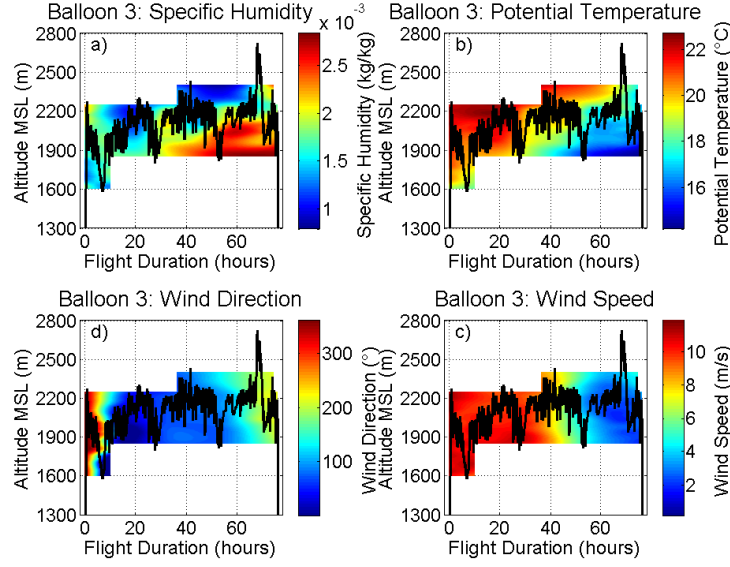 Balloon 3: Specific Humidity
x 10⁻³
a)
2800
2500
2200
1900
1600
1300
Altitude MSL (m)
0 20 40 60
Flight Duration (hours)
2.5
2
1.5
1
Specific Humidity (kg/kg)
Balloon 3: Potential Temperature
b)
2800
2500
2200
1900
1600
1300
Altitude MSL (m)
0 20 40 60
Flight Duration (hours)
22
20
18
16
Potential Temperature (°C)
Balloon 3: Wind Direction
d)
2800
2500
2200
1900
1600
1300
Altitude MSL (m)
0 20 40 60
Flight Duration (hours)
300
200
100
Wind Direction (°)
Balloon 3: Wind Speed
c)
2800
2500
2200
1900
1600
1300
Altitude MSL (m)
0 20 40 60
Flight Duration (hours)
10
8
6
4
2
Wind Speed (m/s)